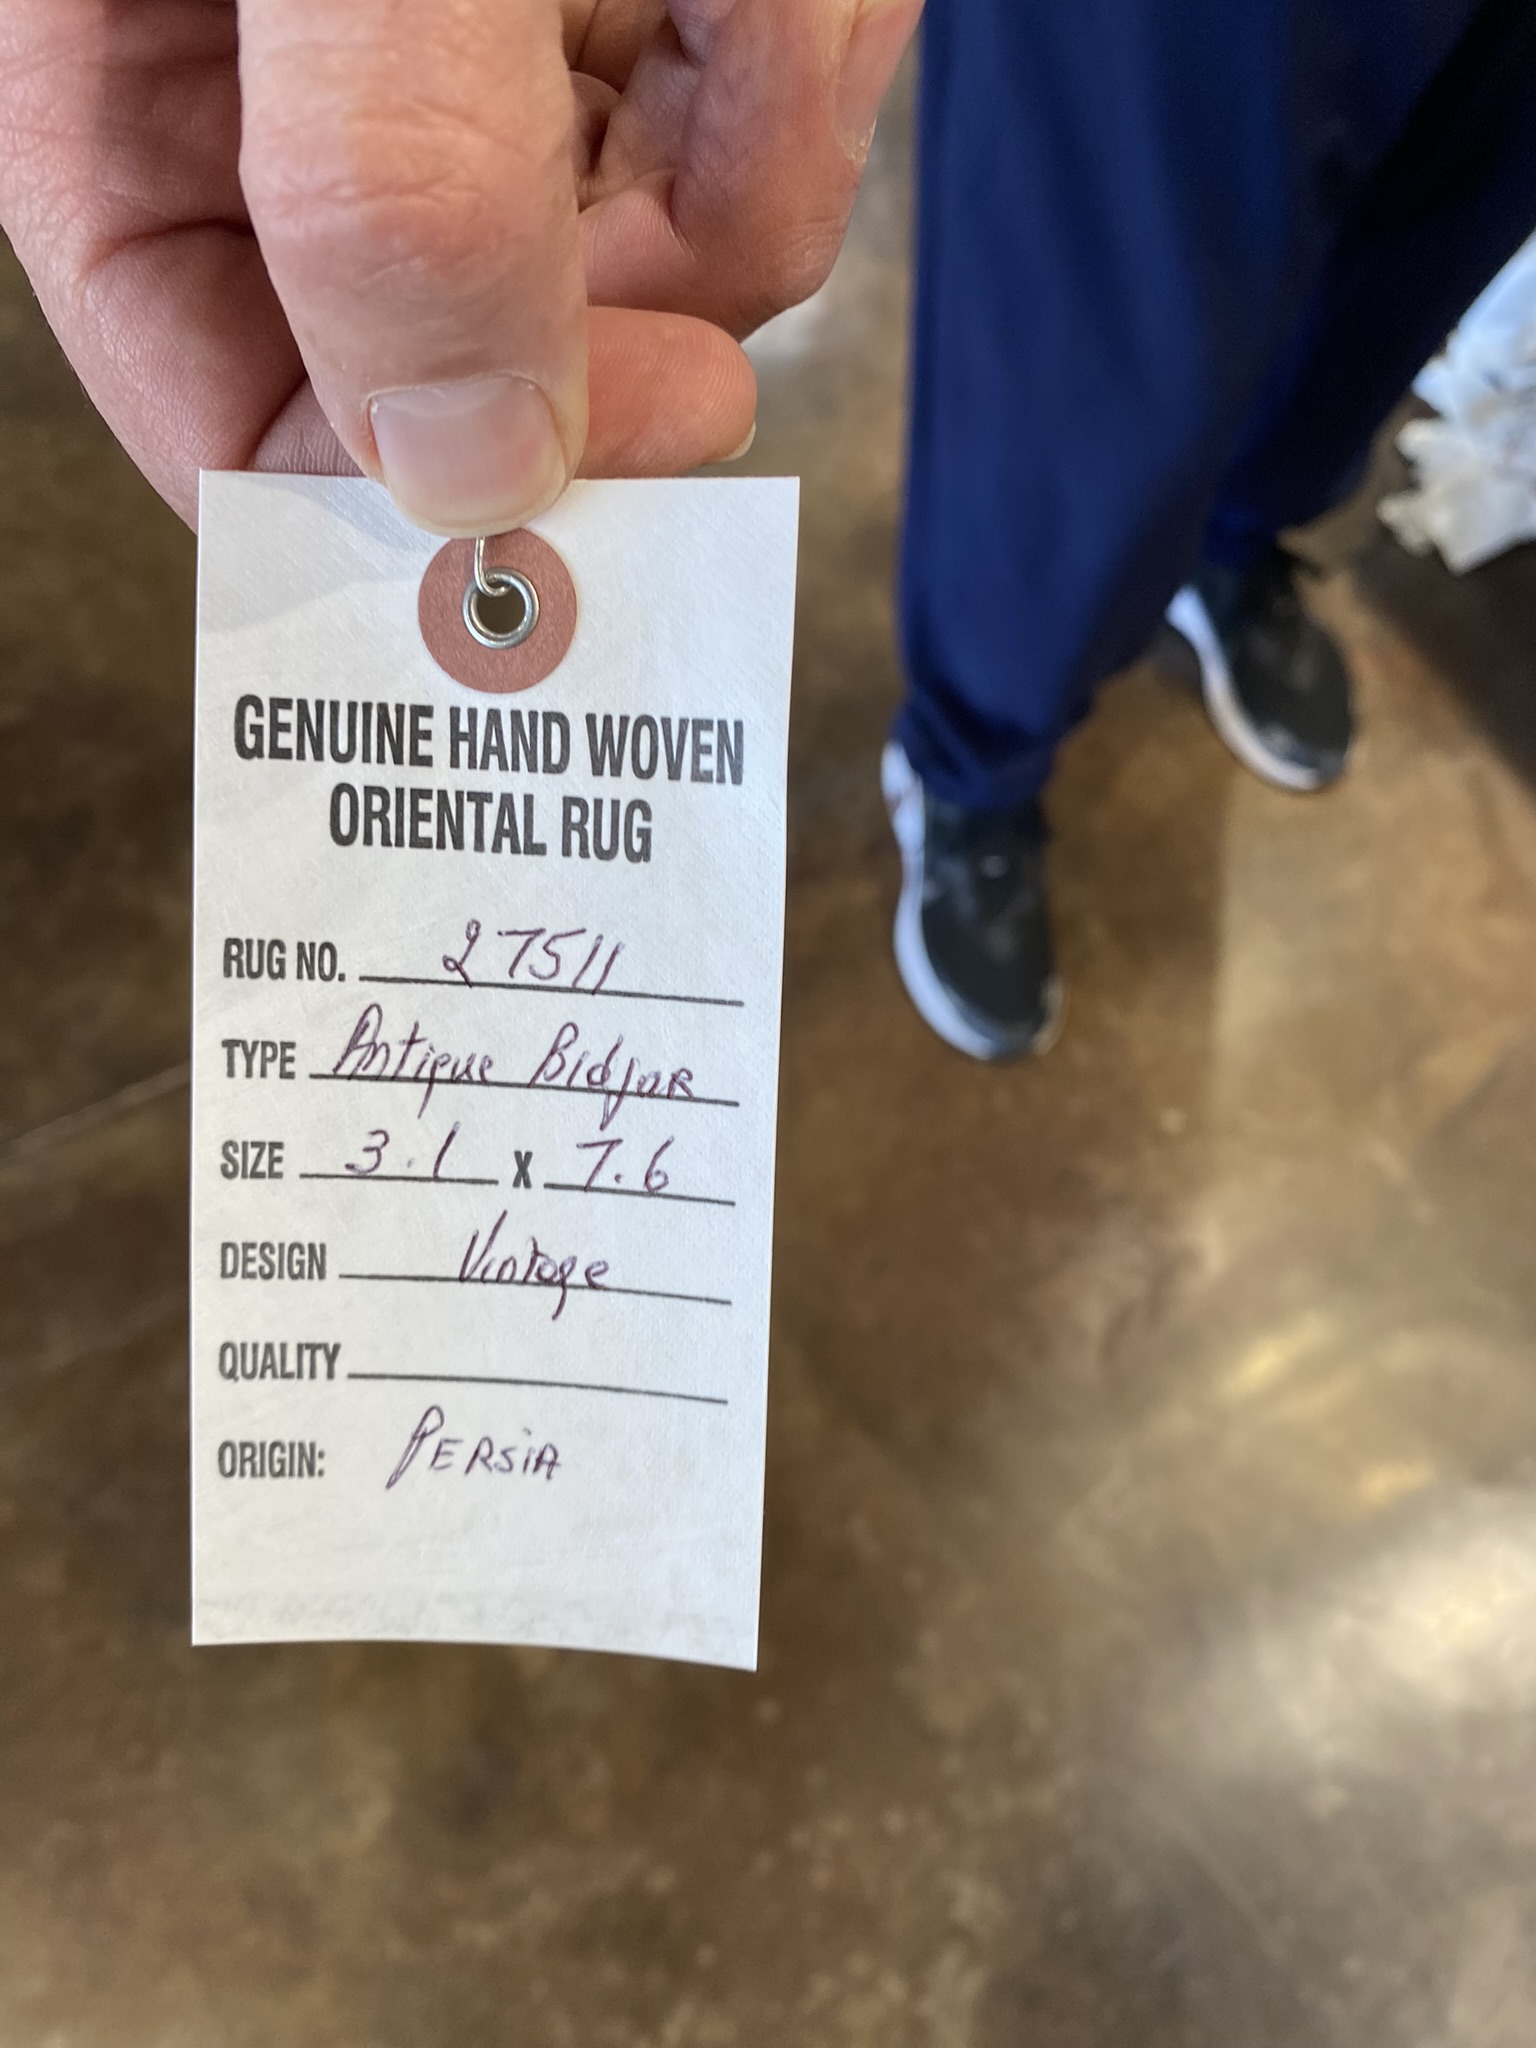 GENUINE HAND WOVEN
ORIENTAL RUG
RUG NO. 27511
TYPE Antique Bidjar
SIZE 3.1 X 7.6
DESIGN Vintage
QUALITY
ORIGIN: PERSiA